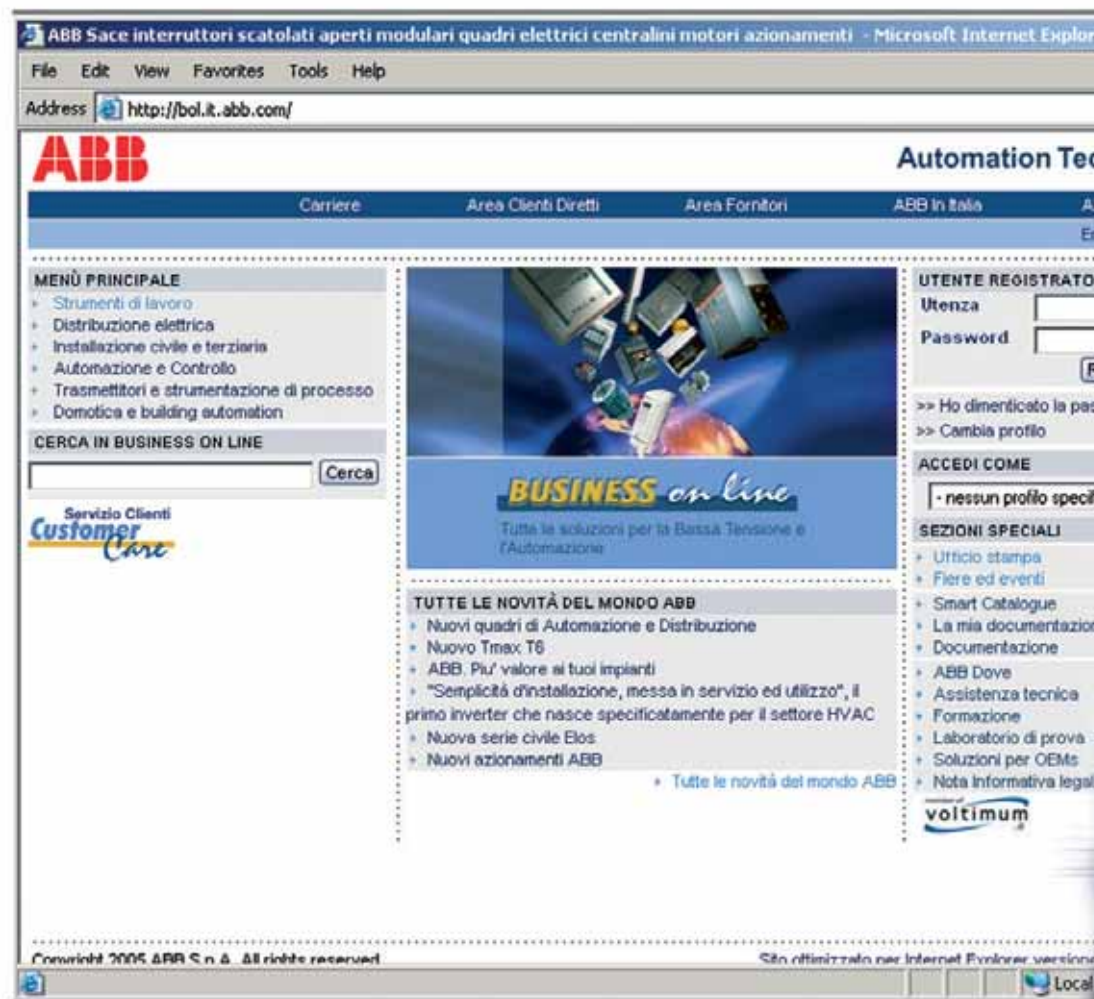 ABB Sace interruttori scatolati aperti modulari quadri elettrici centralini motori azionamenti - Microsoft Internet Explor
File Edit View Favorites Tools Help
Address http://bol.it.abb.com/
ABB
Automation Tec
Carriere Area Clienti Diretti Area Fornitori ABB In Italia A
MENÙ PRINCIPALE
Strumenti di lavoro
Distribuzione elettrica
Installazione civile e terziaria
Automazione e Controllo
Trasmettitori e strumentazione di processo
Domotica e building automation
CERCA IN BUSINESS ON LINE
Cerca
Servizio Clienti
Customer
Care
BUSINESS on line
Tutte le soluzioni per la Bassa Tensione e
l'Automazione
TUTTE LE NOVITÀ DEL MONDO ABB
Nuovi quadri di Automazione e Distribuzione
Nuovo Tmax T6
ABB. Piu' valore ai tuoi impianti
"Semplicità d'installazione, messa in servizio ed utilizzo", il
primo inverter che nasce specificatamente per il settore HVAC
Nuova serie civile Elos
Nuovi azionamenti ABB
Tutte le novità del mondo ABB
UTENTE REGISTRATO
Utenza
Password
>> Ho dimenticato la pas
>> Cambia profilo
ACCEDI COME
- nessun profilo specif
SEZIONI SPECIALI
Ufficio stampa
Fiere ed eventi
Smart Catalogue
La mia documentazion
Documentazione
ABB Dove
Assistenza tecnica
Formazione
Laboratorio di prova
Soluzioni per OEMs
Nota Informativa legal
voltimum
Copyright 2005 ABB S.p.A. All rights reserved
Sito ottimizzato per Internet Explorer versione
Local